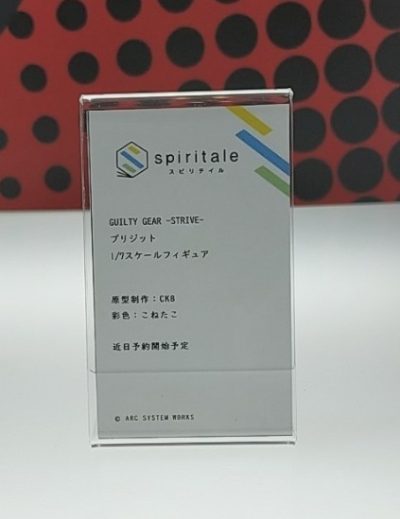 spiritale
スピリテイル
GUILTY GEAR -STRIVE-
ブリジット
1/7スケールフィギュア
原型制作：CKB
彩色：こねたこ
近日予約開始予定
© ARC SYSTEM WORKS